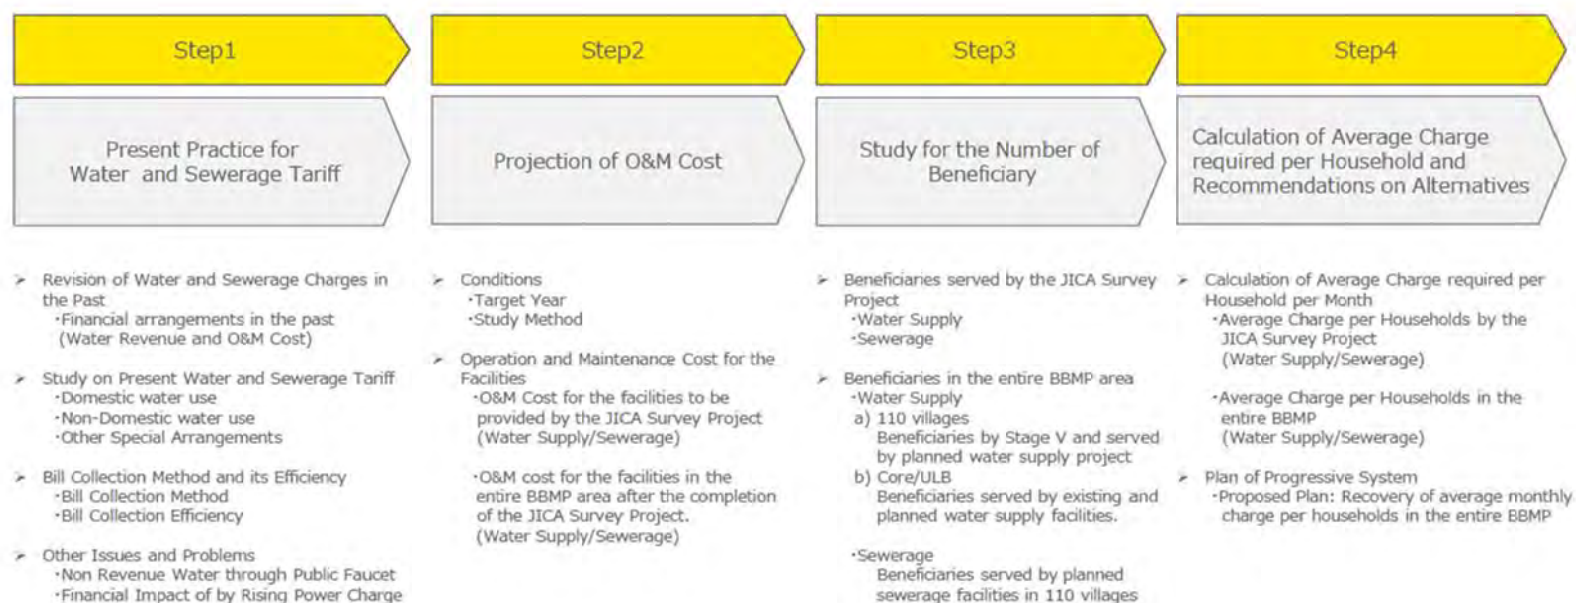 Step1
Present Practice for
Water and Sewerage Tariff
➢ Revision of Water and Sewerage Charges in
the Past
・Financial arrangements in the past
(Water Revenue and O&M Cost)
➢ Study on Present Water and Sewerage Tariff
・Domestic water use
・Non-Domestic water use
・Other Special Arrangements
➢ Bill Collection Method and its Efficiency
・Bill Collection Method
・Bill Collection Efficiency
➢ Other Issues and Problems
・Non Revenue Water through Public Faucet
・Financial Impact of by Rising Power Charge
Step2
Projection of O&M Cost
➢ Conditions
・Target Year
・Study Method
➢ Operation and Maintenance Cost for the
Facilities
・O&M Cost for the facilities to be
provided by the JICA Survey Project
(Water Supply/Sewerage)
・O&M cost for the facilities in the
entire BBMP area after the completion
of the JICA Survey Project.
(Water Supply/Sewerage)
Step3
Study for the Number of
Beneficiary
➢ Beneficiaries served by the JICA Survey
Project
・Water Supply
・Sewerage
➢ Beneficiaries in the entire BBMP area
・Water Supply
a) 110 villages
Beneficiaries by Stage V and served
by planned water supply project
b) Core/ULB
Beneficiaries served by existing and
planned water supply facilities.
・Sewerage
Beneficiaries served by planned
sewerage facilities in 110 villages
Step4
Calculation of Average Charge
required per Household and
Recommendations on Alternatives
➢ Calculation of Average Charge required per
Household per Month
・Average Charge per Households by the
JICA Survey Project
(Water Supply/Sewerage)
・Average Charge per Households in the
entire BBMP
(Water Supply/Sewerage)
➢ Plan of Progressive System
・Proposed Plan: Recovery of average monthly
charge per households in the entire BBMP